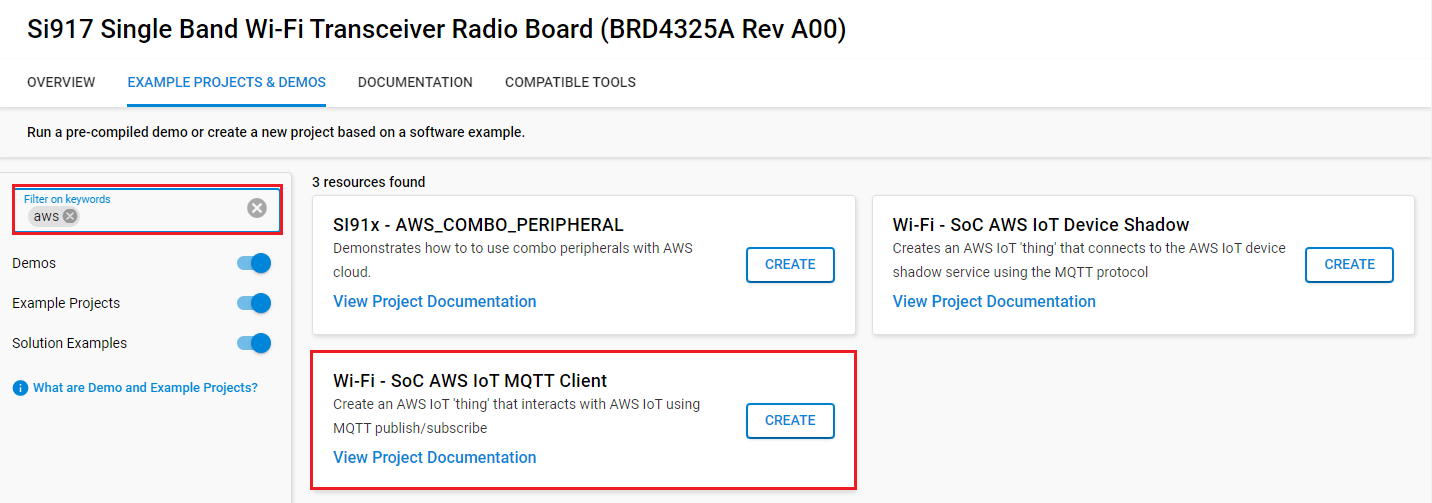 Si917 Single Band Wi-Fi Transceiver Radio Board (BRD4325A Rev A00)
OVERVIEW
EXAMPLE PROJECTS & DEMOS
DOCUMENTATION
COMPATIBLE TOOLS
Run a pre-compiled demo or create a new project based on a software example.
Filter on keywords
aws
Demos
Example Projects
Solution Examples
What are Demo and Example Projects?
3 resources found
SI91x - AWS_COMBO_PERIPHERAL
Demonstrates how to to use combo peripherals with AWS
cloud.
CREATE
View Project Documentation
Wi-Fi - SoC AWS IoT Device Shadow
Creates an AWS IoT 'thing' that connects to the AWS IoT device
shadow service using the MQTT protocol
CREATE
View Project Documentation
Wi-Fi - SoC AWS IoT MQTT Client
Create an AWS IoT 'thing' that interacts with AWS IoT using
MQTT publish/subscribe
CREATE
View Project Documentation